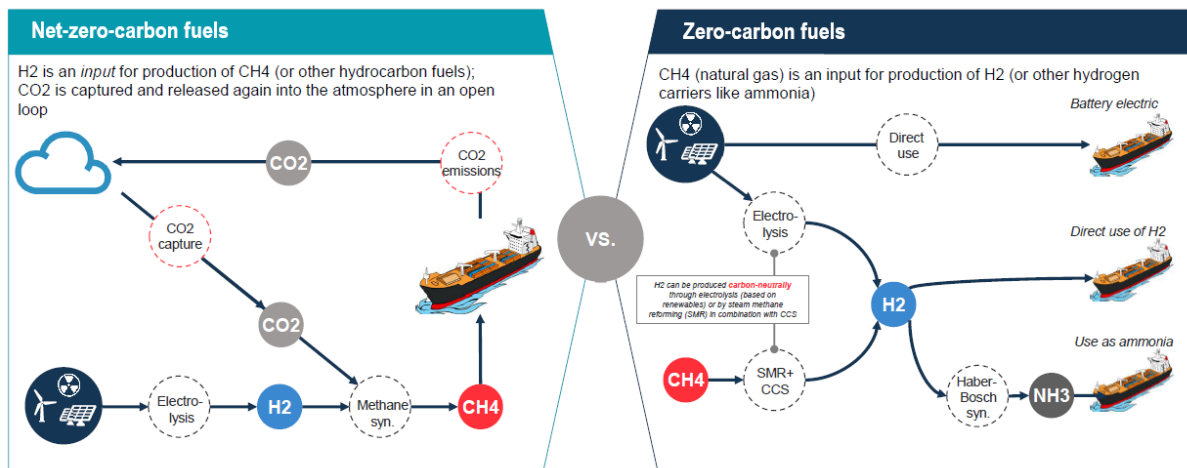 Net-zero-carbon fuels
H2 is an input for production of CH4 (or other hydrocarbon fuels);
CO2 is captured and released again into the atmosphere in an open
loop
CO2
CO2
emissions
CO2
capture
CO2
Electro-
lysis
H2
Methane
syn.
CH4
VS.
Zero-carbon fuels
CH4 (natural gas) is an input for production of H2 (or other hydrogen
carriers like ammonia)
Battery electric
Direct
use
Electro-
lysis
Direct use of H2
H2 can be produced carbon-neutrally
through electrolysis (based on
renewables) or by steam methane
reforming (SMR) in combination with CCS
H2
Use as ammonia
CH4
SMR+
CCS
Haber-
Bosch
syn.
NH3